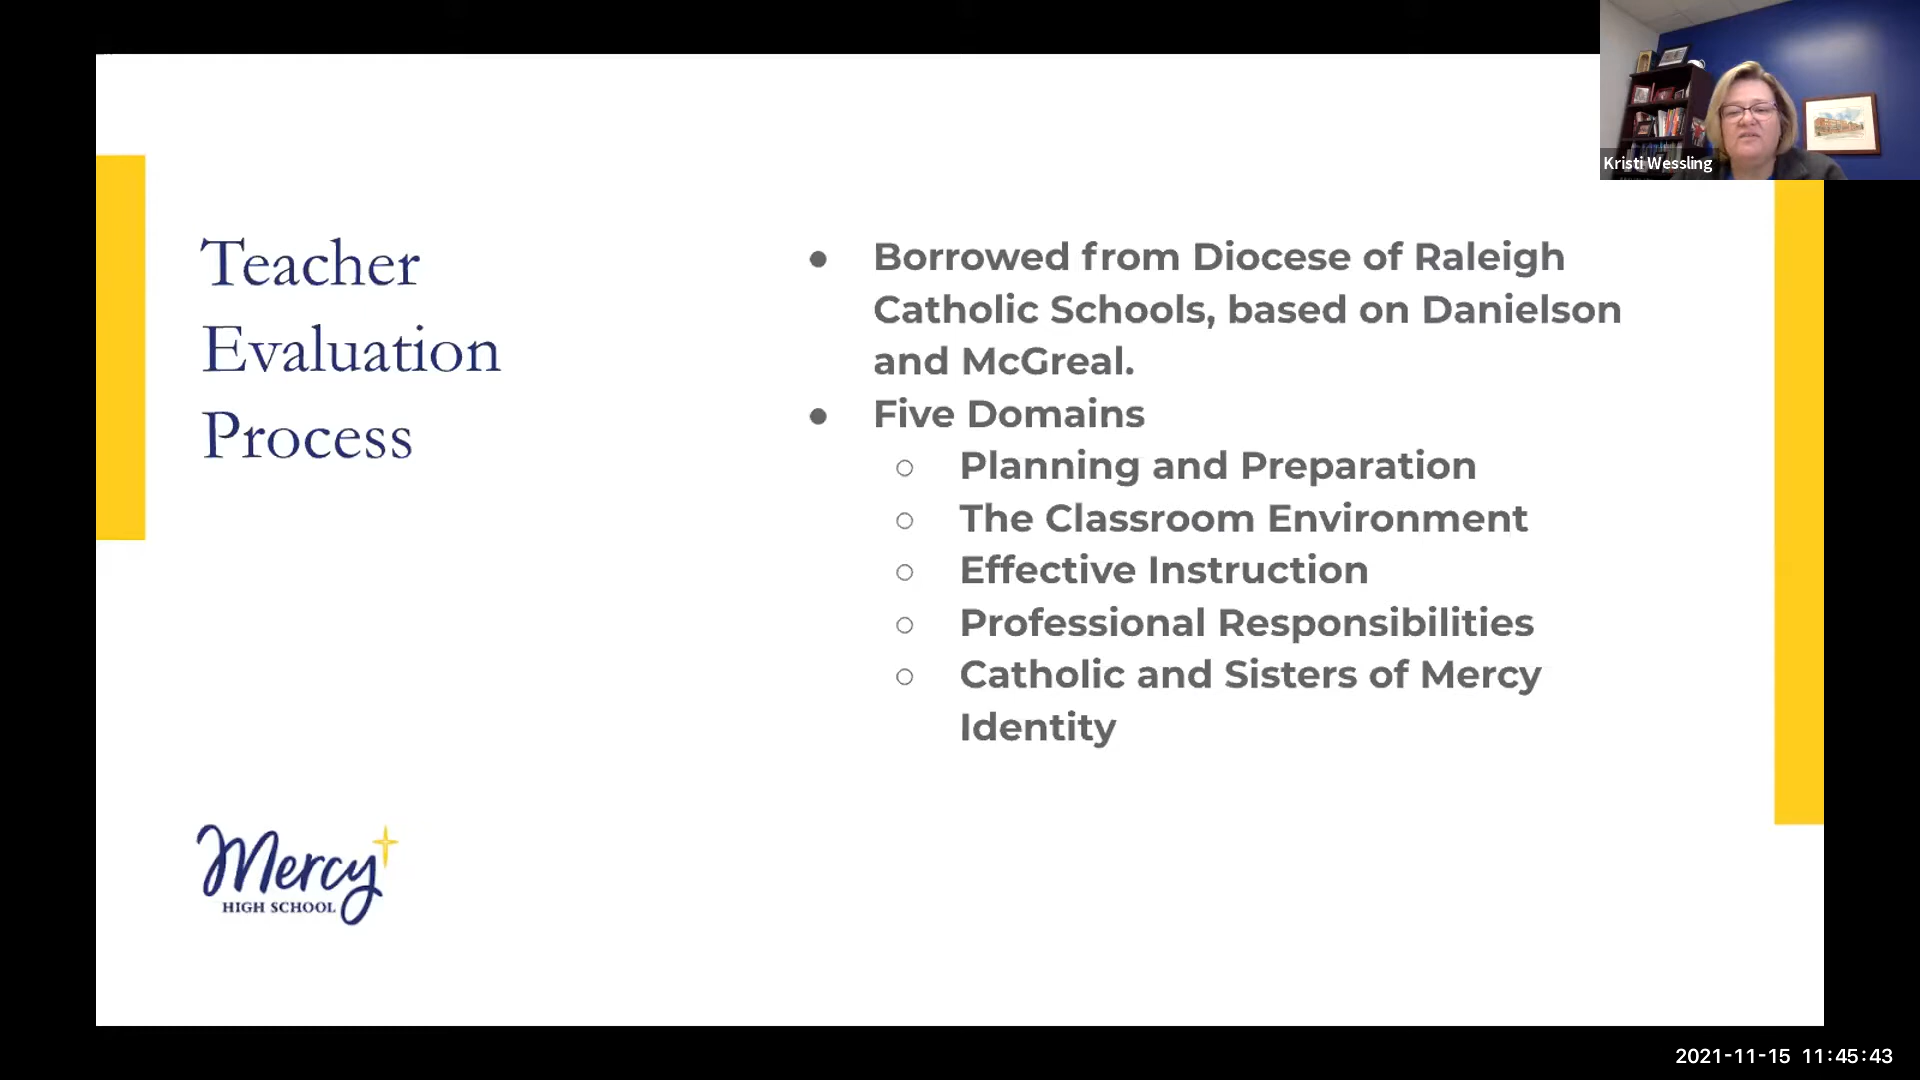 Kristi Wessling
Teacher
Evaluation
Process
● Borrowed from Diocese of Raleigh
Catholic Schools, based on Danielson
and McGreal.
● Five Domains
○ Planning and Preparation
○ The Classroom Environment
○ Effective Instruction
○ Professional Responsibilities
○ Catholic and Sisters of Mercy
Identity
Mercy
HIGH SCHOOL
2021-11-15 11:45:43